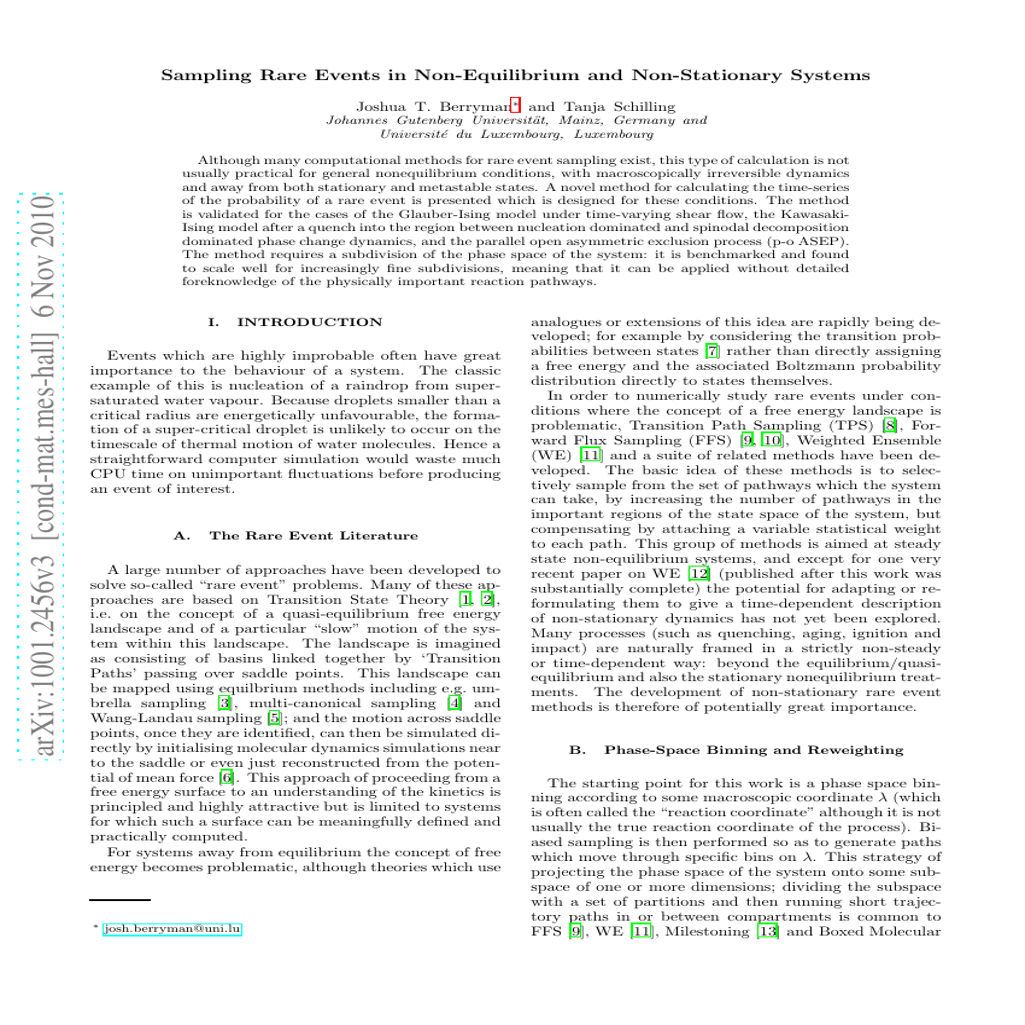 Sampling Rare Events in Non-Equilibrium and Non-Stationary Systems
Joshua T. Berryman* and Tanja Schilling
Johannes Gutenberg Universität, Mainz, Germany and
Université du Luxembourg, Luxembourg
Although many computational methods for rare event sampling exist, this type of calculation is not
usually practical for general nonequilibrium conditions, with macroscopically irreversible dynamics
and away from both stationary and metastable states. A novel method for calculating the time-series
of the probability of a rare event is presented which is designed for these conditions. The method
is validated for the cases of the Glauber-Ising model under time-varying shear flow, the Kawasaki-
Ising model after a quench into the region between nucleation dominated and spinodal decomposition
dominated phase change dynamics, and the parallel open asymmetric exclusion process (p-o ASEP).
The method requires a subdivision of the phase space of the system: it is benchmarked and found
to scale well for increasingly fine subdivisions, meaning that it can be applied without detailed
foreknowledge of the physically important reaction pathways.
arXiv:1001.2456v3 [cond-mat.mes-hall] 6 Nov 2010
I. INTRODUCTION
Events which are highly improbable often have great
importance to the behaviour of a system. The classic
example of this is nucleation of a raindrop from super-
saturated water vapour. Because droplets smaller than a
critical radius are energetically unfavourable, the forma-
tion of a super-critical droplet is unlikely to occur on the
timescale of thermal motion of water molecules. Hence a
straightforward computer simulation would waste much
CPU time on unimportant fluctuations before producing
an event of interest.
A. The Rare Event Literature
A large number of approaches have been developed to
solve so-called “rare event” problems. Many of these ap-
proaches are based on Transition State Theory [1, 2],
i.e. on the concept of a quasi-equilibrium free energy
landscape and of a particular “slow” motion of the sys-
tem within this landscape. The landscape is imagined
as consisting of basins linked together by ‘Transition
Paths’ passing over saddle points. This landscape can
be mapped using equilbrium methods including e.g. um-
brella sampling [3], multi-canonical sampling [4] and
Wang-Landau sampling [5]; and the motion across saddle
points, once they are identified, can then be simulated di-
rectly by initialising molecular dynamics simulations near
to the saddle or even just reconstructed from the poten-
tial of mean force [6]. This approach of proceeding from a
free energy surface to an understanding of the kinetics is
principled and highly attractive but is limited to systems
for which such a surface can be meaningfully defined and
practically computed.
For systems away from equilibrium the concept of free
energy becomes problematic, although theories which use
* josh.berryman@uni.lu
analogues or extensions of this idea are rapidly being de-
veloped; for example by considering the transition prob-
abilities between states [7] rather than directly assigning
a free energy and the associated Boltzmann probability
distribution directly to states themselves.
In order to numerically study rare events under con-
ditions where the concept of a free energy landscape is
problematic, Transition Path Sampling (TPS) [8], For-
ward Flux Sampling (FFS) [9, 10], Weighted Ensemble
(WE) [11] and a suite of related methods have been de-
veloped. The basic idea of these methods is to selec-
tively sample from the set of pathways which the system
can take, by increasing the number of pathways in the
important regions of the state space of the system, but
compensating by attaching a variable statistical weight
to each path. This group of methods is aimed at steady
state non-equilibrium systems, and except for one very
recent paper on WE [12] (published after this work was
substantially complete) the potential for adapting or re-
formulating them to give a time-dependent description
of non-stationary dynamics has not yet been explored.
Many processes (such as quenching, aging, ignition and
impact) are naturally framed in a strictly non-steady
or time-dependent way: beyond the equilibrium/quasi-
equilibrium and also the stationary nonequilibrium treat-
ments. The development of non-stationary rare event
methods is therefore of potentially great importance.
B. Phase-Space Binning and Reweighting
The starting point for this work is a phase space bin-
ning according to some macroscopic coordinate λ (which
is often called the “reaction coordinate” although it is not
usually the true reaction coordinate of the process). Bi-
ased sampling is then performed so as to generate paths
which move through specific bins on λ. This strategy of
projecting the phase space of the system onto some sub-
space of one or more dimensions; dividing the subspace
with a set of partitions and then running short trajec-
tory paths in or between compartments is common to
FFS [9], WE [11], Milestoning [13] and Boxed Molecular